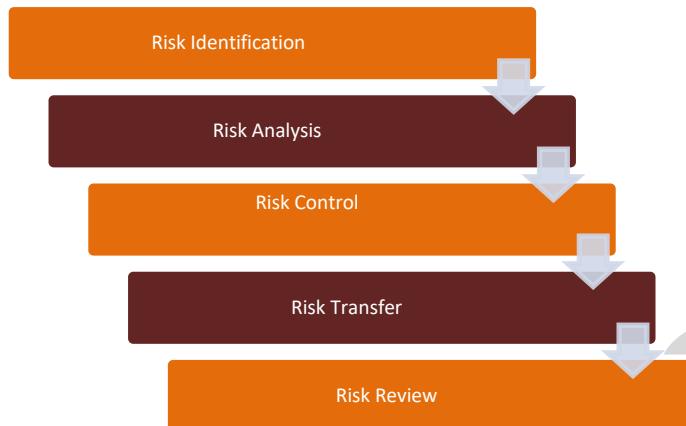 Risk Identification
Risk Analysis
Risk Control
Risk Transfer
Risk Review